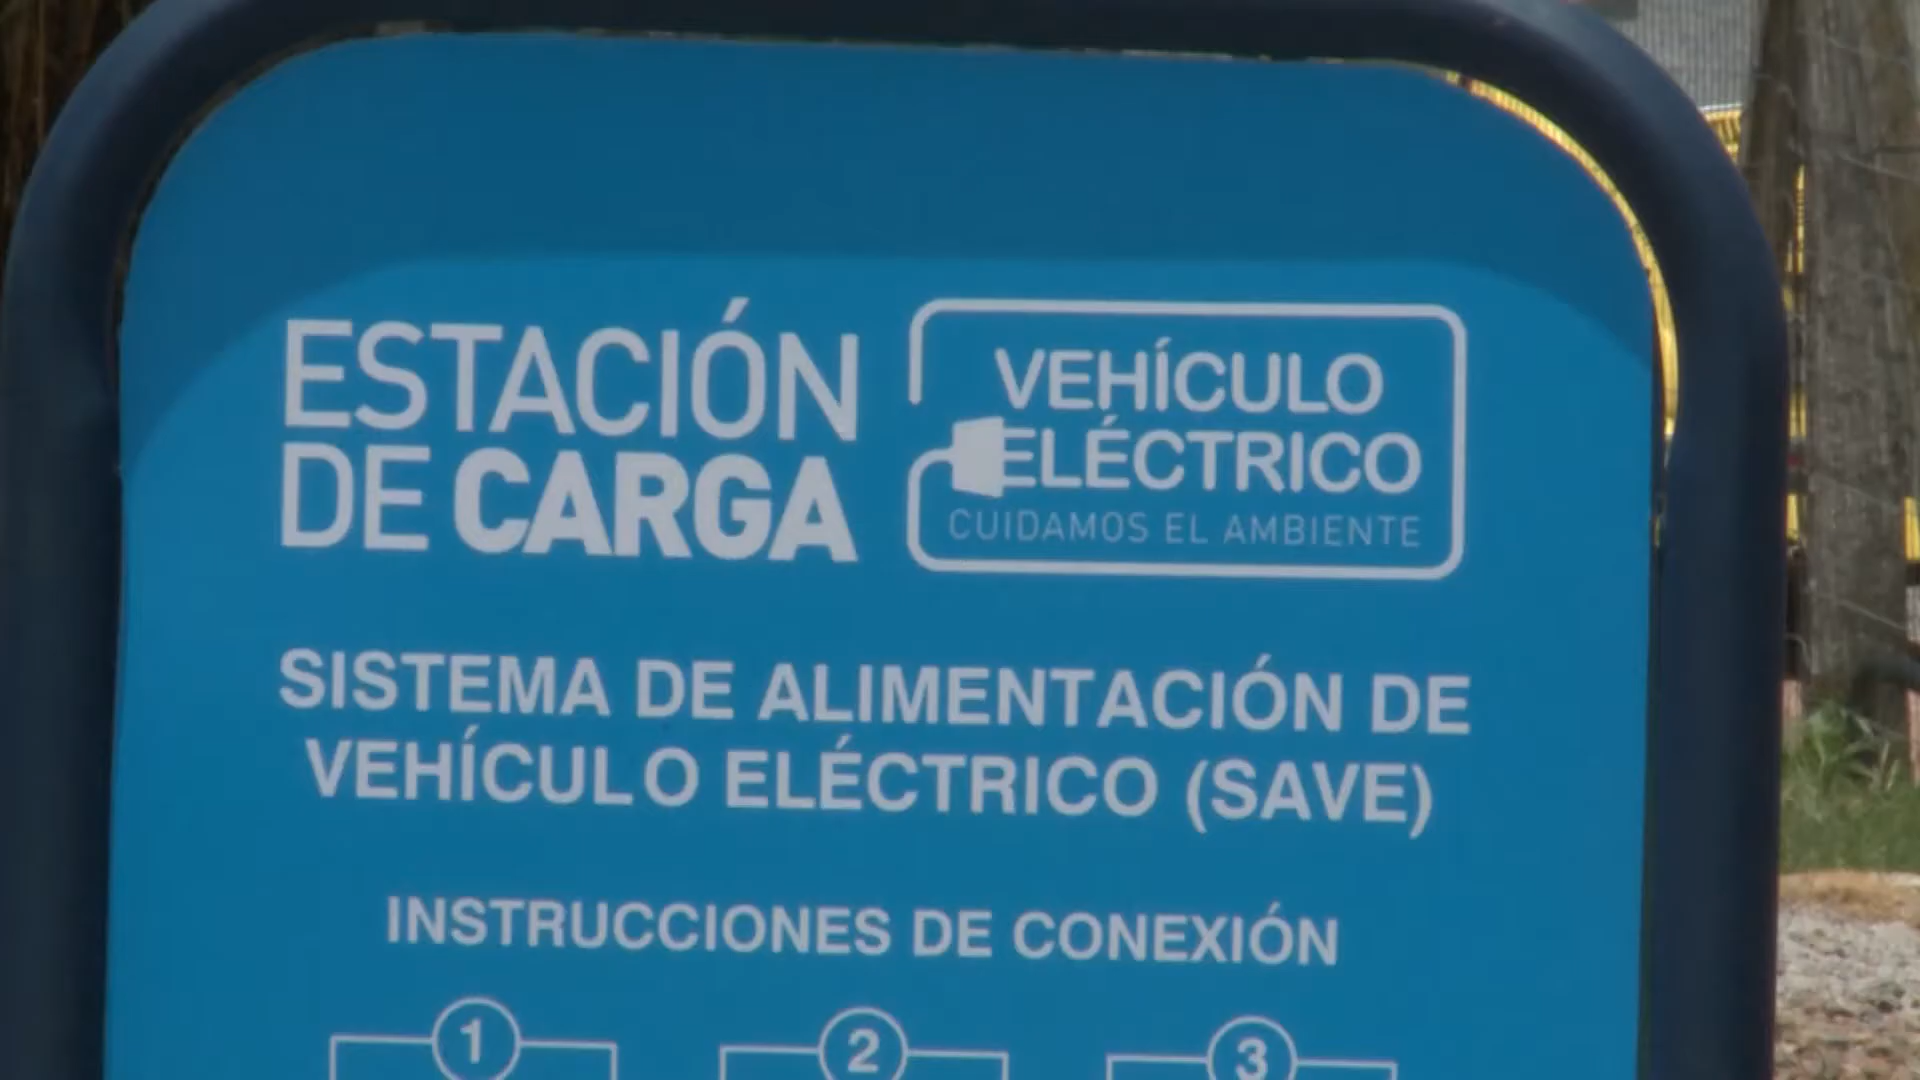 ESTACIÓN
DE CARGA
VEHÍCULO
ELÉCTRICO
CUIDAMOS EL AMBIENTE
SISTEMA DE ALIMENTACIÓN DE
VEHÍCULO ELÉCTRICO (SAVE)
INSTRUCCIONES DE CONEXIÓN
1 2 3